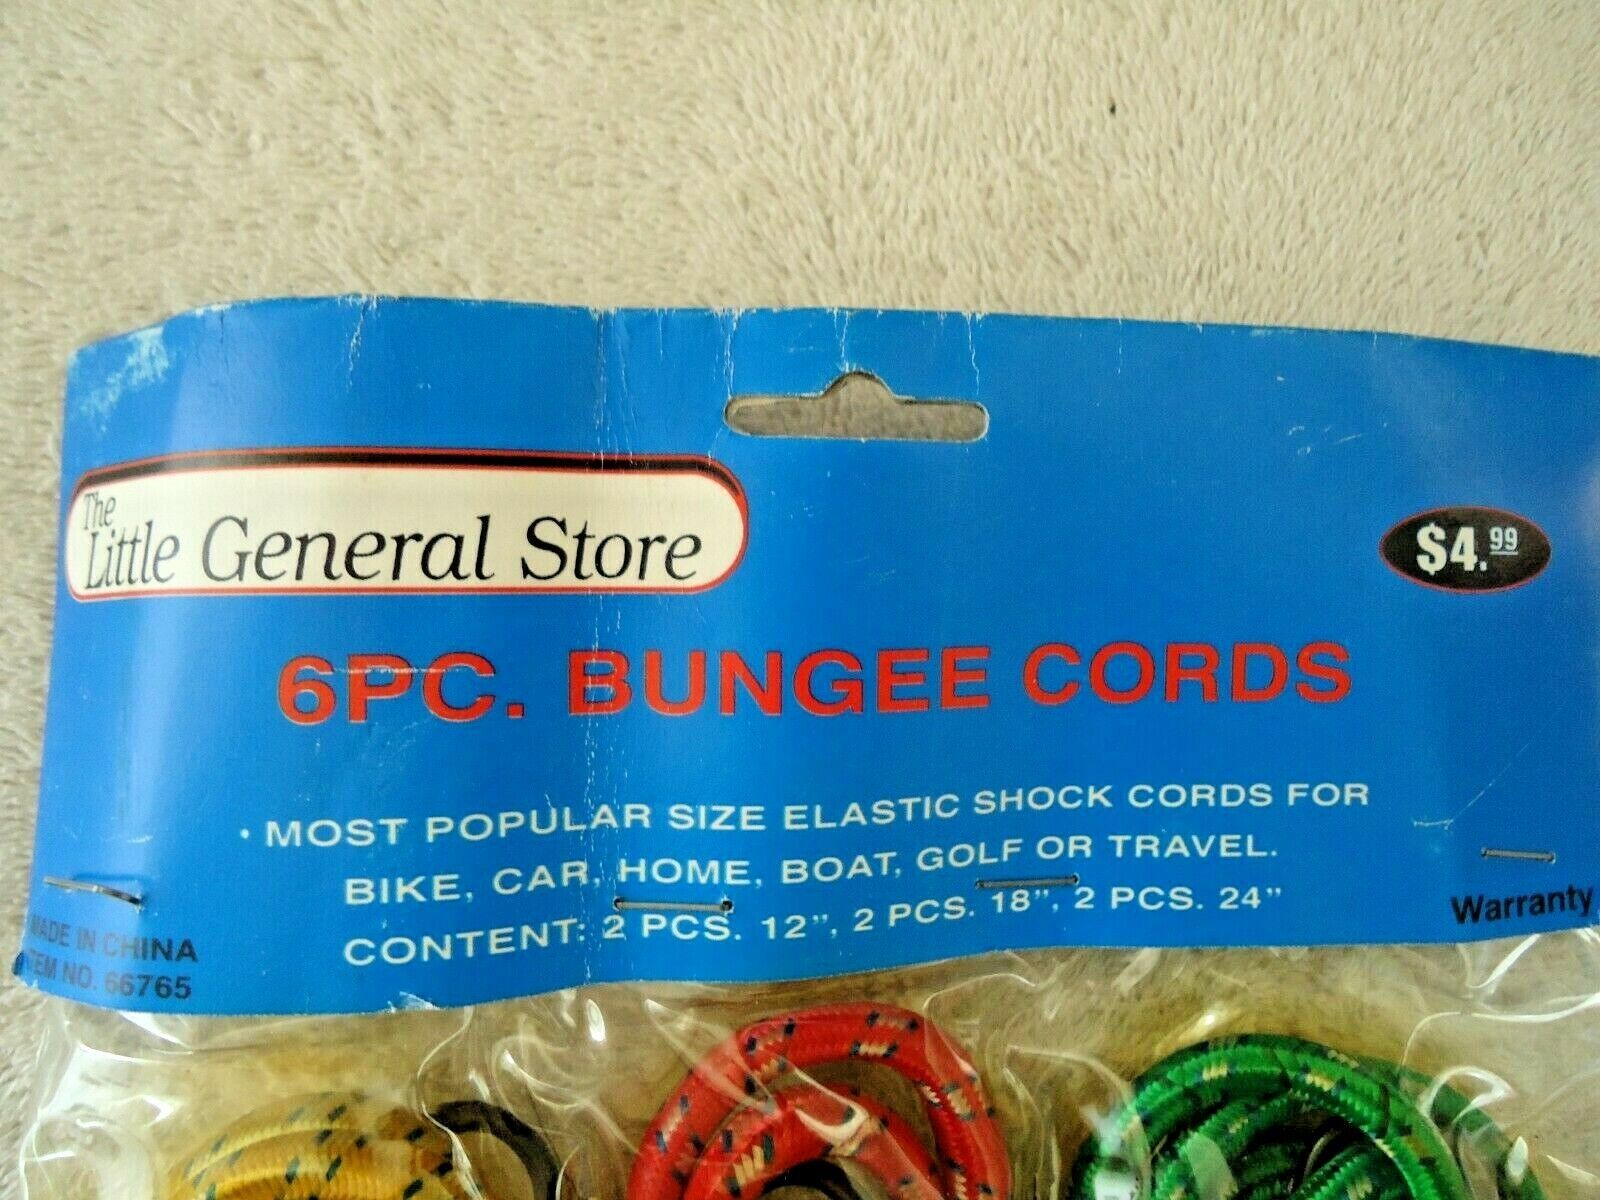 The
Little General Store
$4.99
6PC. BUNGEE CORDS
• MOST POPULAR SIZE ELASTIC SHOCK CORDS FOR
BIKE, CAR, HOME, BOAT, GOLF OR TRAVEL.
CONTENT: 2 PCS. 12”, 2 PCS. 18”, 2 PCS. 24”
MADE IN CHINA
ITEM NO. 66765
Warranty